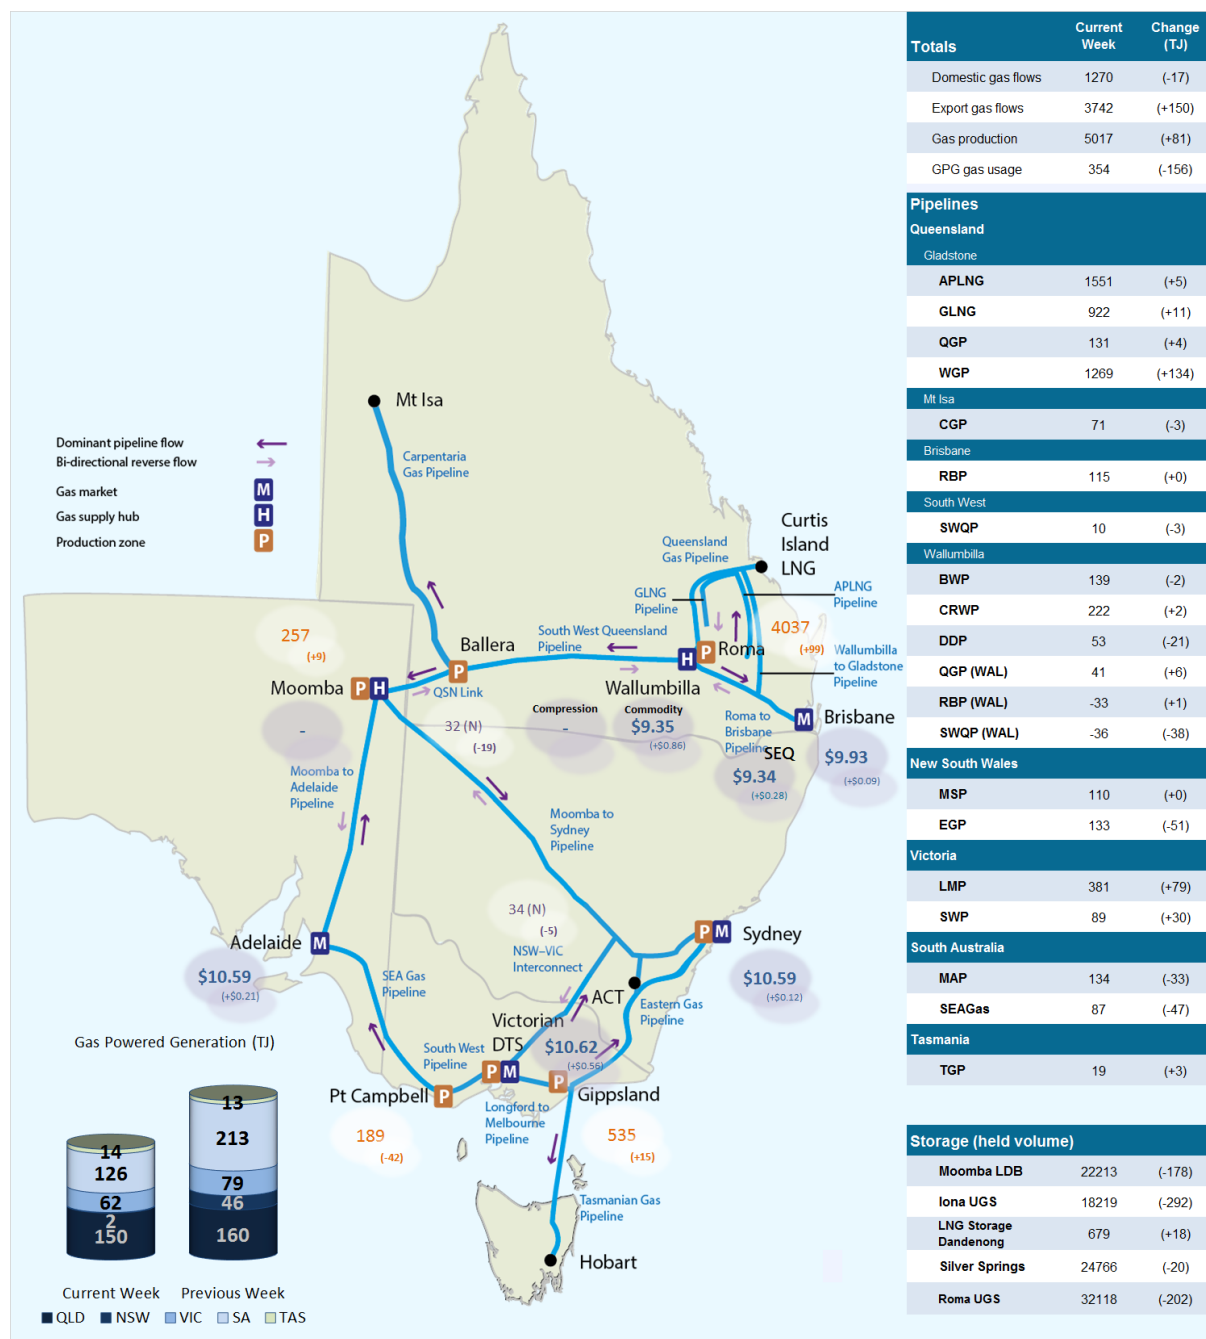 Dominant pipeline flow
Bi-directional reverse flow
Gas market M
Gas supply hub H
Production zone P
Mt Isa
Carpentaria
Gas Pipeline
Curtis
Island
LNG
Queensland
Gas Pipeline
GLNG
Pipeline
APLNG
Pipeline
4037
(+99)
257
(+9)
Ballera
South West Queensland
Pipeline
H P Roma
Wallumbilla
to Gladstone
Pipeline
Moomba P H
P
QSN Link
Wallumbilla
M Brisbane
-
32 (N)
(-19)
Compression
-
Commodity
$9.35
(+$0.86)
Roma to
Brisbane
Pipeline
SEQ
$9.34
(+$0.28)
$9.93
(+$0.09)
Moomba to
Adelaide
Pipeline
Moomba to
Sydney
Pipeline
34 (N)
(-5)
NSW–VIC
Interconnect
Adelaide M
P M Sydney
$10.59
(+$0.21)
$10.59
(+$0.12)
SEA Gas
Pipeline
ACT
Eastern Gas
Pipeline
Victorian
DTS
$10.62
(+$0.56)
South West
Pipeline
P M
P
Gippsland
Pt Campbell P
Longford to
Melbourne
Pipeline
189
(-42)
535
(+15)
Tasmanian Gas
Pipeline
Hobart
Gas Powered Generation (TJ)
14
126
62
2
150
13
213
79
46
160
Current Week Previous Week
QLD NSW VIC SA TAS
Totals Current Week Change (TJ)
Domestic gas flows 1270 (-17)
Export gas flows 3742 (+150)
Gas production 5017 (+81)
GPG gas usage 354 (-156)
Pipelines
Queensland
Gladstone
APLNG 1551 (+5)
GLNG 922 (+11)
QGP 131 (+4)
WGP 1269 (+134)
Mt Isa
CGP 71 (-3)
Brisbane
RBP 115 (+0)
South West
SWQP 10 (-3)
Wallumbilla
BWP 139 (-2)
CRWP 222 (+2)
DDP 53 (-21)
QGP (WAL) 41 (+6)
RBP (WAL) -33 (+1)
SWQP (WAL) -36 (-38)
New South Wales
MSP 110 (+0)
EGP 133 (-51)
Victoria
LMP 381 (+79)
SWP 89 (+30)
South Australia
MAP 134 (-33)
SEAGas 87 (-47)
Tasmania
TGP 19 (+3)
Storage (held volume)
Moomba LDB 22213 (-178)
Iona UGS 18219 (-292)
LNG Storage
Dandenong 679 (+18)
Silver Springs 24766 (-20)
Roma UGS 32118 (-202)